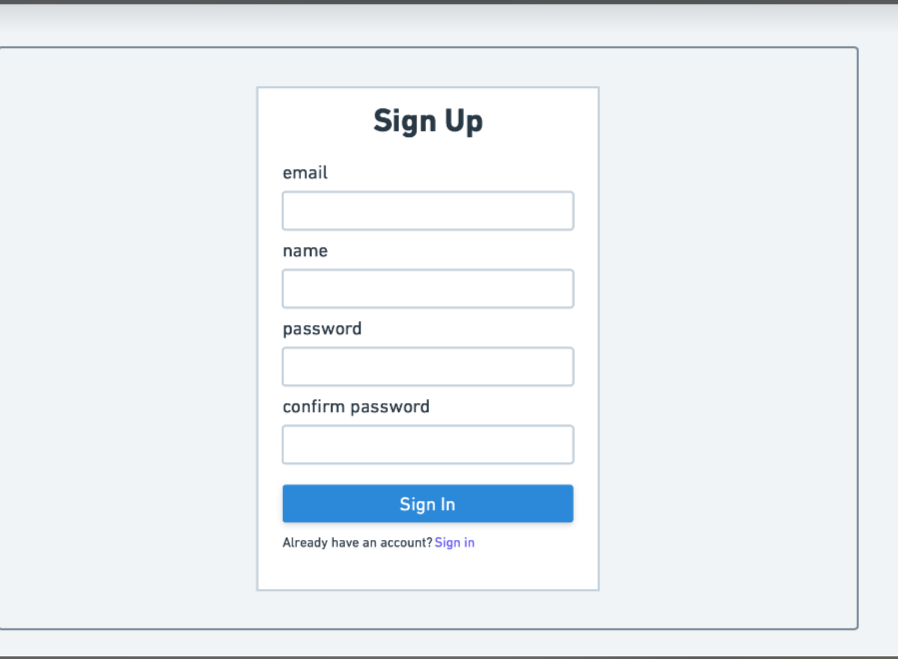 Sign Up
email
name
password
confirm password
Sign In
Already have an account? Sign in